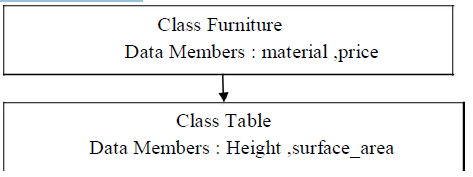 Class Furniture
Data Members : material ,price
Class Table
Data Members : Height ,surface_area